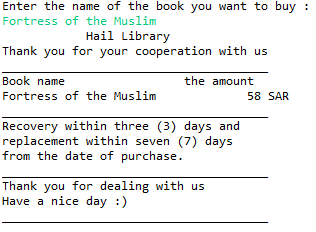 Enter the name of the book you want to buy :
Fortress of the Muslim
Hail Library
Thank you for your cooperation with us
Book name the amount
Fortress of the Muslim 58 SAR
Recovery within three (3) days and
replacement within seven (7) days
from the date of purchase.
Thank you for dealing with us
Have a nice day :)